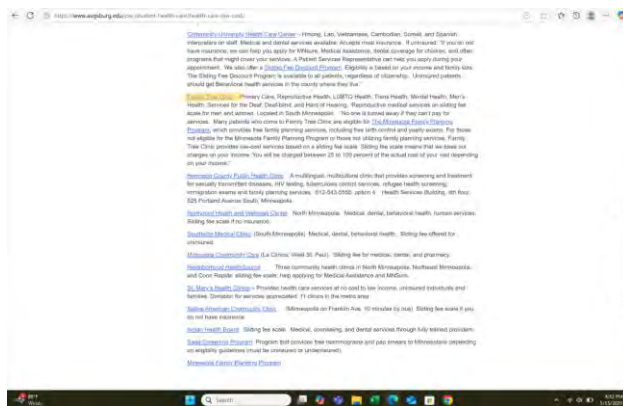 https://www.augsburg.edu/cwc/student-health-care/health-care-low-cost/
Community University Health Care Center – Hmong, Lao, Vietnamese, Cambodian, Somali, and Spanish
interpreters on staff. Medical and dental services available. Accepts most insurance. If uninsured: "If you do not
have insurance, we can help you apply for MNsure, Medical Assistance, dental coverage for children, and other
programs that might cover your services. A Patient Services Representative can help you apply during your
appointment. We also offer a Sliding Fee Discount Program. Eligibility is based on your income and family size.
The Sliding Fee Discount Program is available to all patients, regardless of citizenship. Uninsured patients
should get Behavioral health services in the county where they live."
Family Tree Clinic (Primary Care, Reproductive Health, LGBTQ Health, Trans Health, Mental Health, Men's
Health, Services for the Deaf, Deaf-blind, and Hard of Hearing. Reproductive medical services on sliding fee
scale for men and women. Located in South Minneapolis. "No one is turned away if they can't pay for
services. Many patients who come to Family Tree Clinic are eligible for The Minnesota Family Planning
Program, which provides free family planning services, including free birth control and yearly exams. For those
not eligible for the Minnesota Family Planning Program or those not utilizing family planning services, Family
Tree Clinic provides low-cost services based on a sliding fee scale. Sliding fee scale means that we base our
charges on your income. You will be charged between 25 to 100 percent of the actual cost of your visit depending
on your income."
Hennepin County Public Health Clinic A multilingual, multicultural clinic that provides screening and treatment
for sexually transmitted diseases, HIV testing, tuberculosis control services, refugee health screening,
immigration exams and family planning services. 612-543-5555, option 4. Health Services Building, 4th floor,
525 Portland Avenue South, Minneapolis.
Northpoint Health and Wellness Center North Minneapolis. Medical, dental, behavioral health, human services.
Sliding fee scale if no insurance.
Southside Medical Clinic (South Minneapolis) Medical, dental, behavioral health. Sliding fee offered for
uninsured.
Minnesota Community Care (La Clinica: West St. Paul). Sliding fee for medical, dental, and pharmacy.
Neighborhood HealthSource Three community health clinics in North Minneapolis, Northeast Minneapolis,
and Coon Rapids; sliding fee scale; help applying for Medical Assistance and MNSure.
St. Mary's Health Clinics – Provides health care services at no cost to low income, uninsured individuals and
families. Donation for services appreciated. 11 clinics in the metro area.
Native American Community Clinic (Minneapolis on Franklin Ave, 10 minutes by bus) Sliding fee scale if you
do not have insurance.
Indian Health Board Sliding fee scale. Medical, counseling, and dental services through fully trained providers.
Sage Screening Program Program that provides free mammograms and pap smears to Minnesotans depending
on eligibility guidelines (must be uninsured or underinsured).
Minnesota Family Planning Program
Search